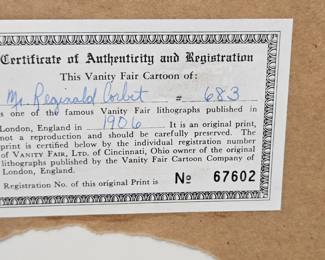 Certificate of Authenticity and Registration
This Vanity Fair Cartoon of:
Mr Reginald Corbet # 683
is one of the famous Vanity Fair lithographs published in
London, England in 1906 It is an original print,
not a reproduction and should be carefully preserved. The
print is certified below by the individual registration number
of VANITY FAIR, LTD. of Cincinnati, Ohio owner of the original
lithographs published by the Vanity Fair Cartoon Company of
London, England.
Registration No. of this original Print is No 67602